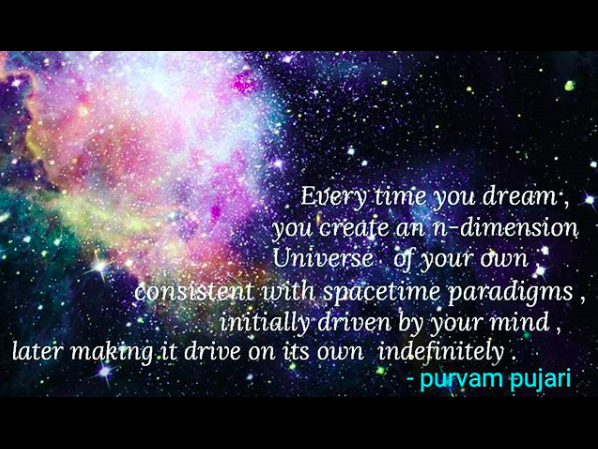 Every time you dream ,
you create an n-dimension
Universe of your own ,
consistent with spacetime paradigms ,
initially driven by your mind ,
later making it drive on its own indefinitely .
- purvam pujari